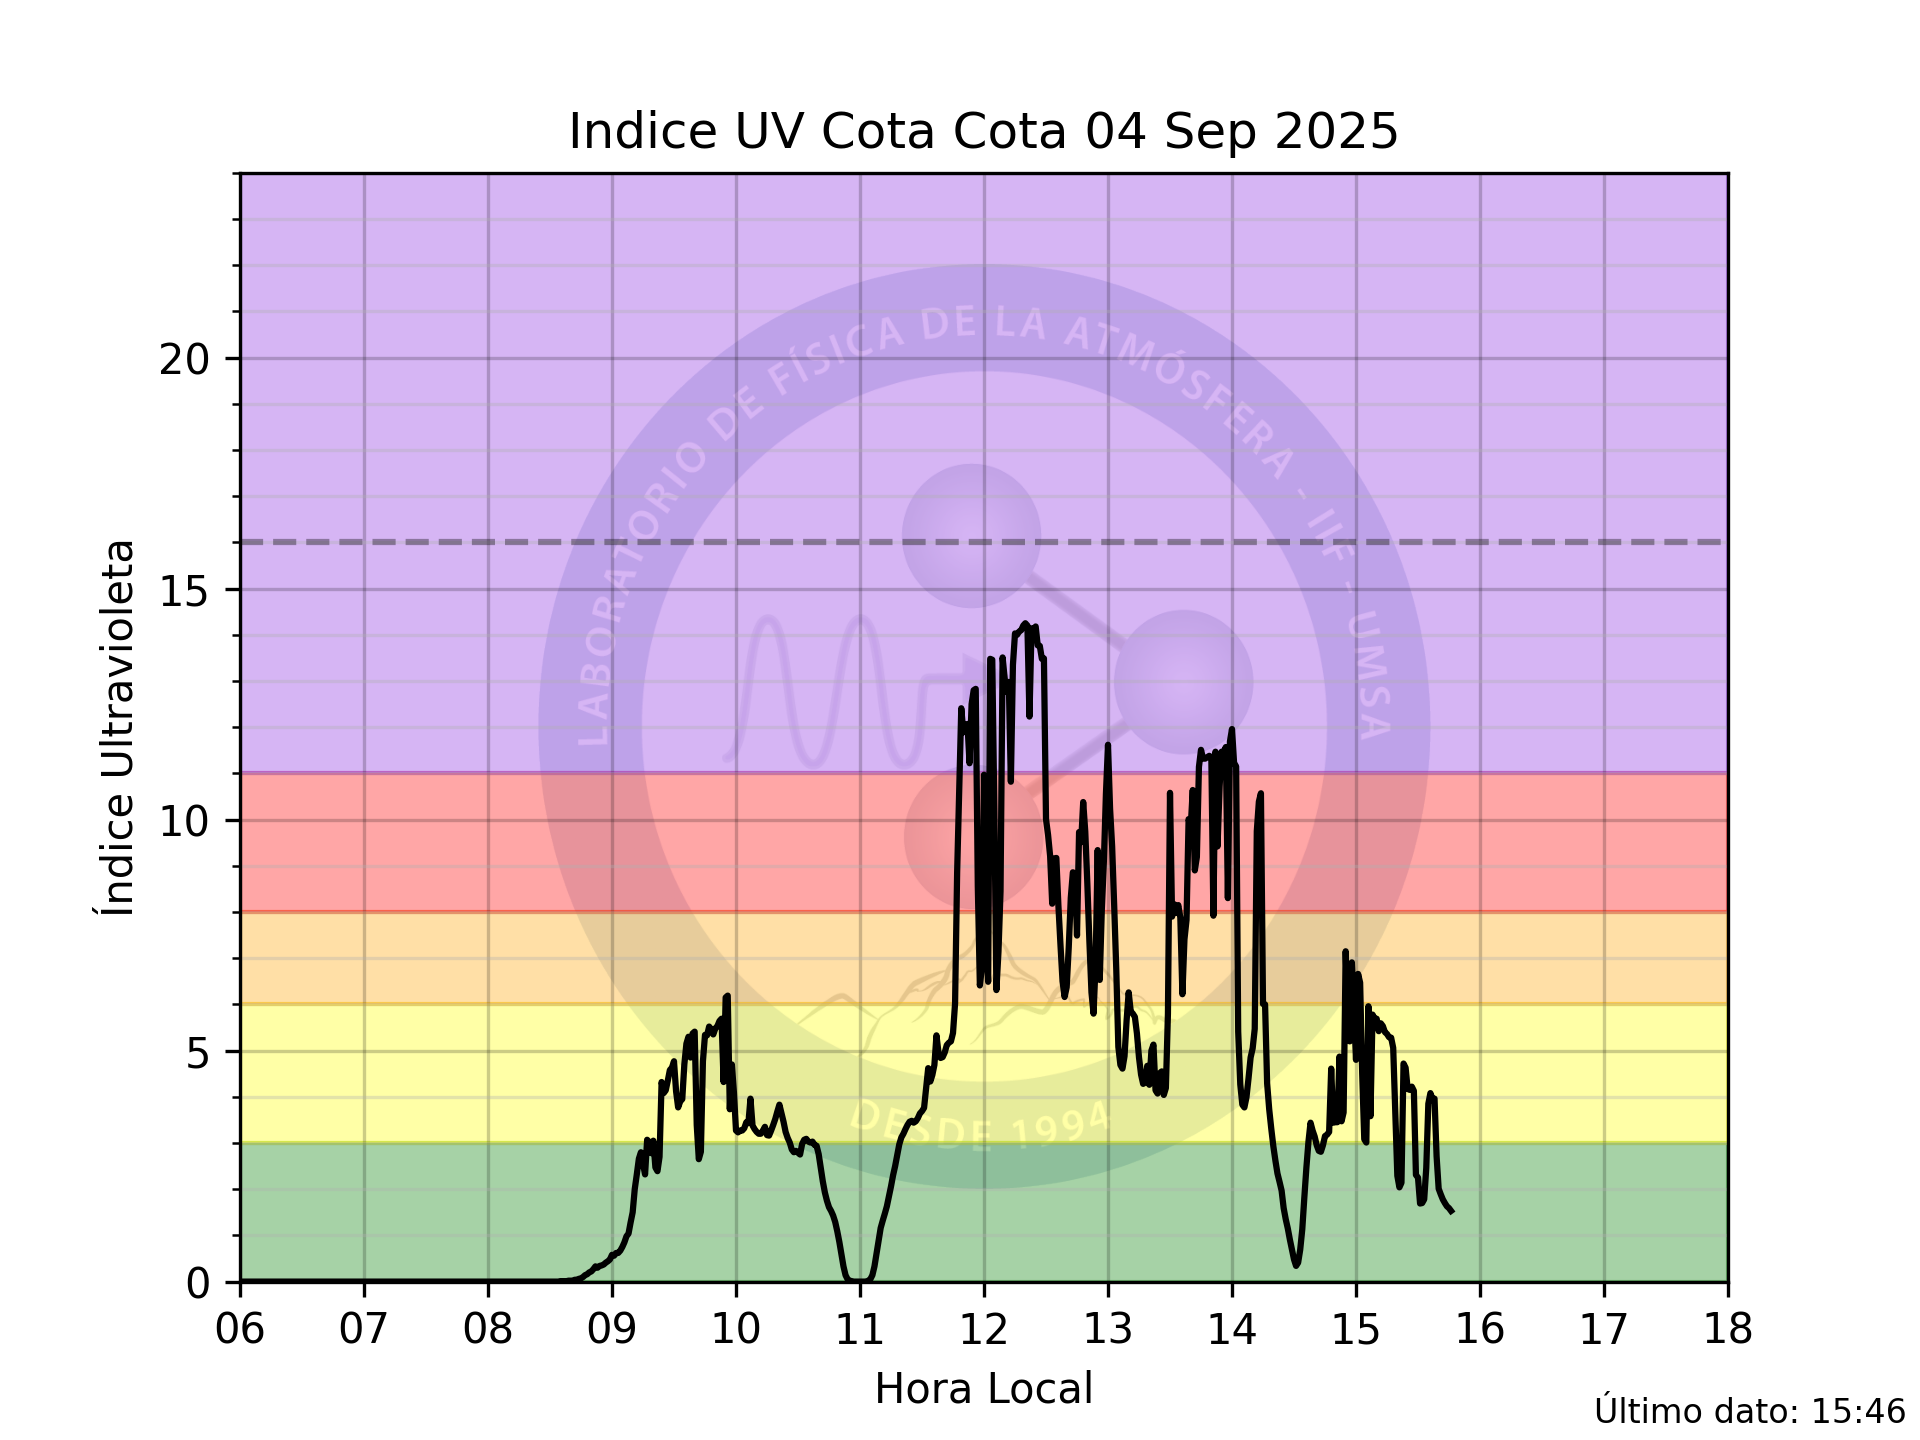 Indice UV Cota Cota 04 Sep 2025
Índice Ultravioleta
20
15
10
5
0
LABORATORIO DE FÍSICA DE LA ATMÓSFERA - IIF - UMSA
DESDE 1994
06 07 08 09 10 11 12 13 14 15 16 17 18
Hora Local
Último dato: 15:46